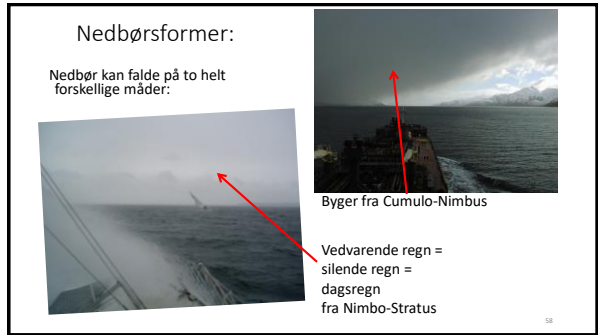 Nedbørsformer:
Nedbør kan falde på to helt
forskellige måder:
Byger fra Cumulo-Nimbus
Vedvarende regn =
silende regn =
dagsregn
fra Nimbo-Stratus
58